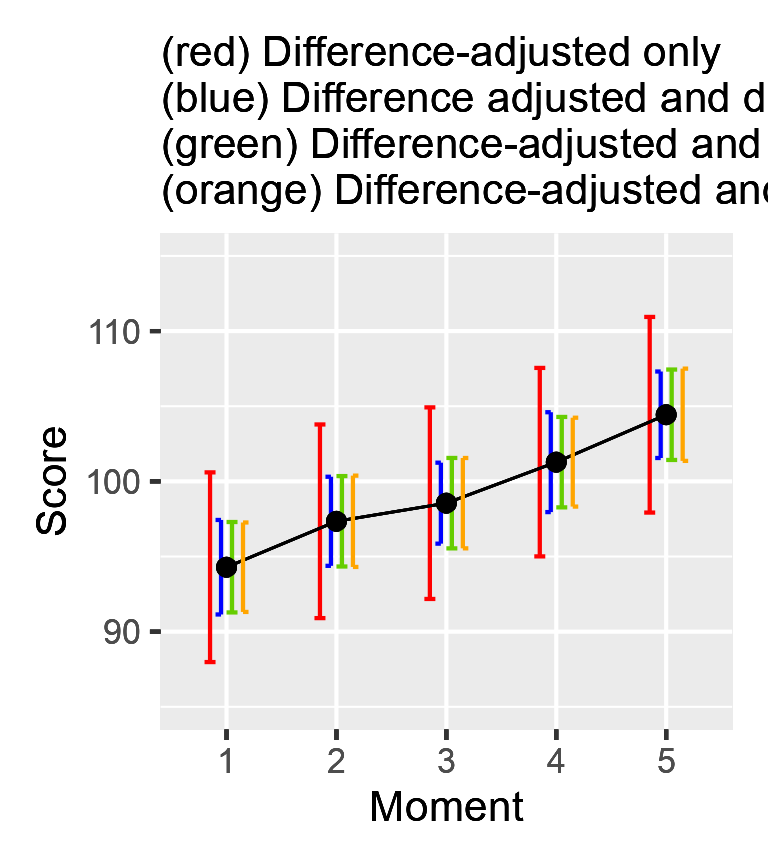 (red) Difference-adjusted only
(blue) Difference adjusted and d
(green) Difference-adjusted and
(orange) Difference-adjusted and
110
100
90
Score
1 2 3 4 5
Moment